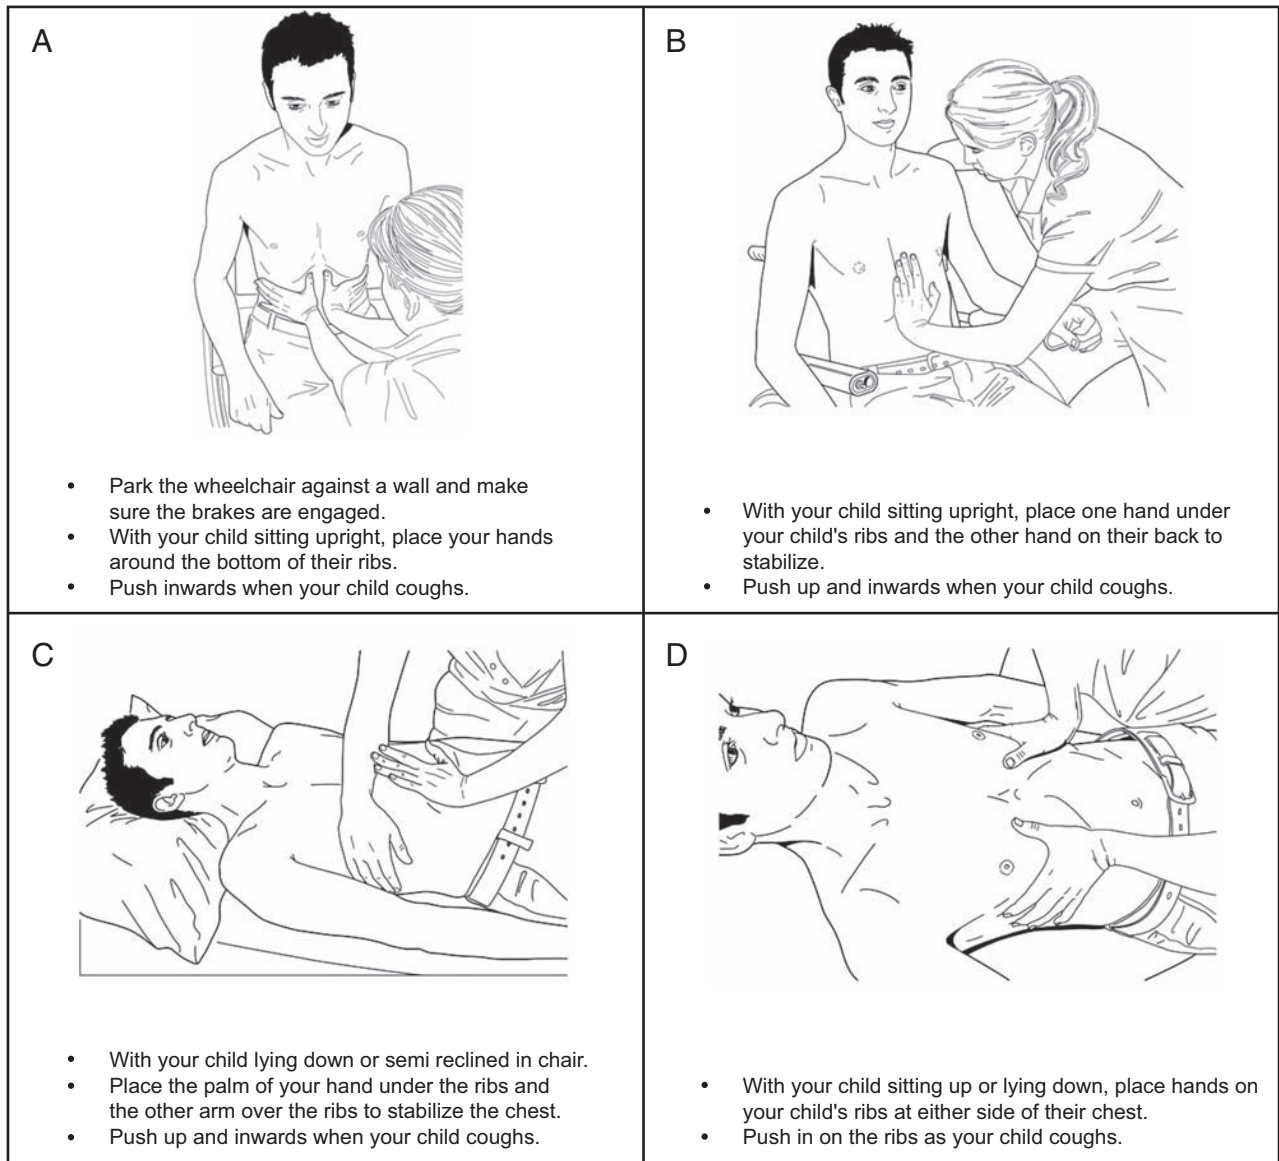 A
• Park the wheelchair against a wall and make
sure the brakes are engaged.
• With your child sitting upright, place your hands
around the bottom of their ribs.
• Push inwards when your child coughs.
B
• With your child sitting upright, place one hand under
your child's ribs and the other hand on their back to
stabilize.
• Push up and inwards when your child coughs.
C
• With your child lying down or semi reclined in chair.
• Place the palm of your hand under the ribs and
the other arm over the ribs to stabilize the chest.
• Push up and inwards when your child coughs.
D
• With your child sitting up or lying down, place hands on
your child's ribs at either side of their chest.
• Push in on the ribs as your child coughs.